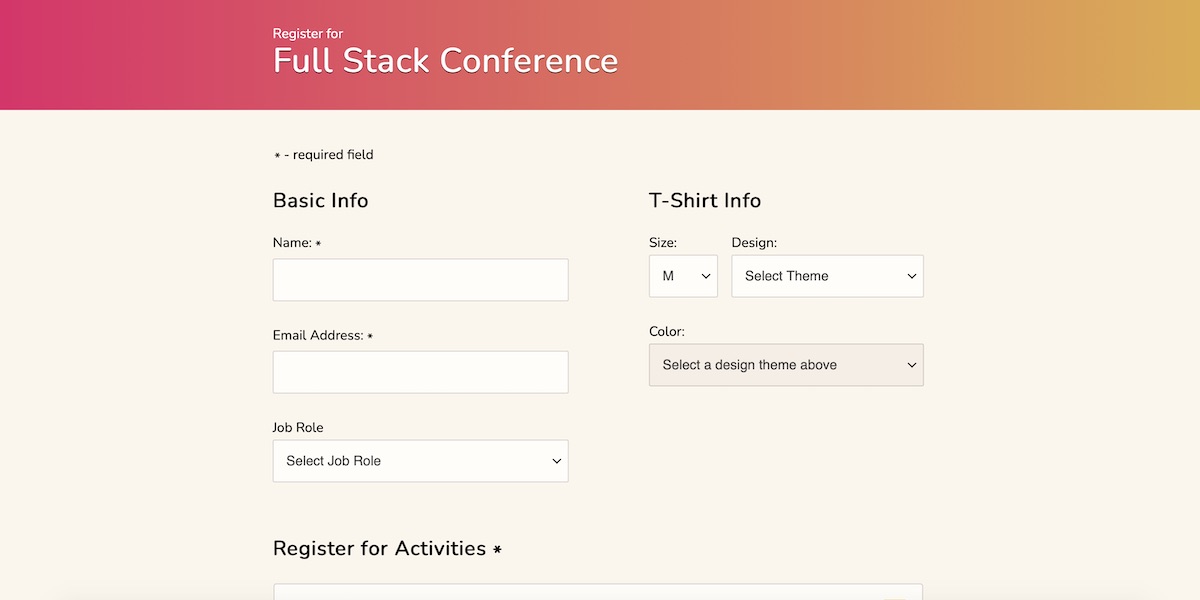 Register for
Full Stack Conference
* - required field
Basic Info
Name: *
Email Address: *
Job Role
Select Job Role
T-Shirt Info
Size:
M
Design:
Select Theme
Color:
Select a design theme above
Register for Activities *